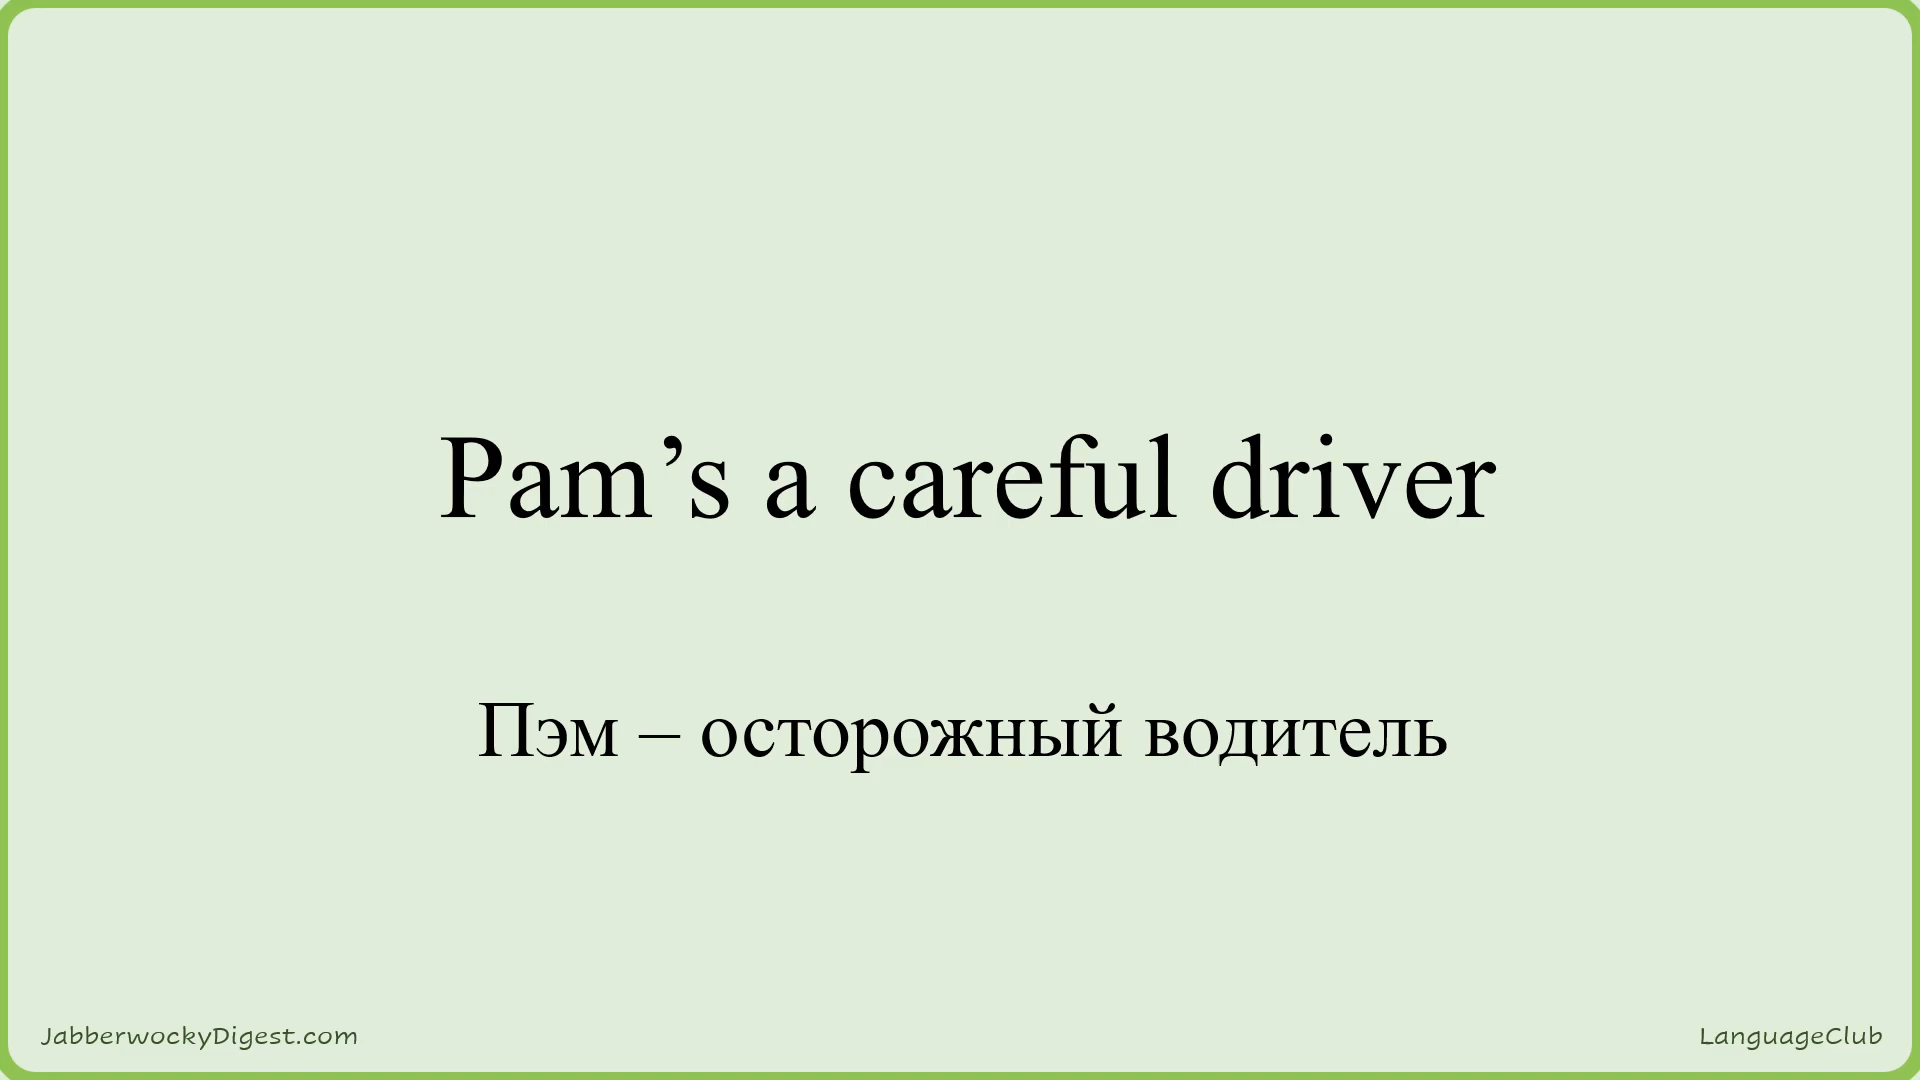 Pam’s a careful driver
Пэм – осторожный водитель
JabberwockyDigest.com
LanguageClub